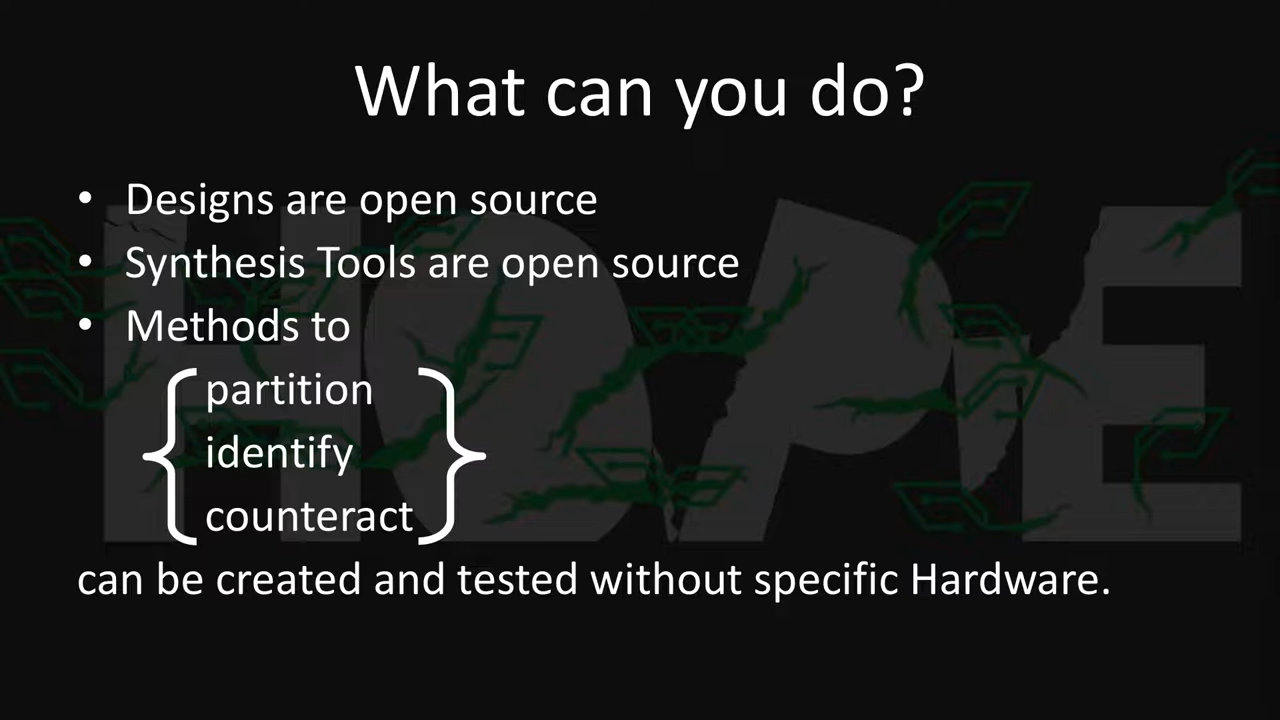 What can you do?
• Designs are open source
• Synthesis Tools are open source
• Methods to
partition
identify
counteract
can be created and tested without specific Hardware.
HOPE